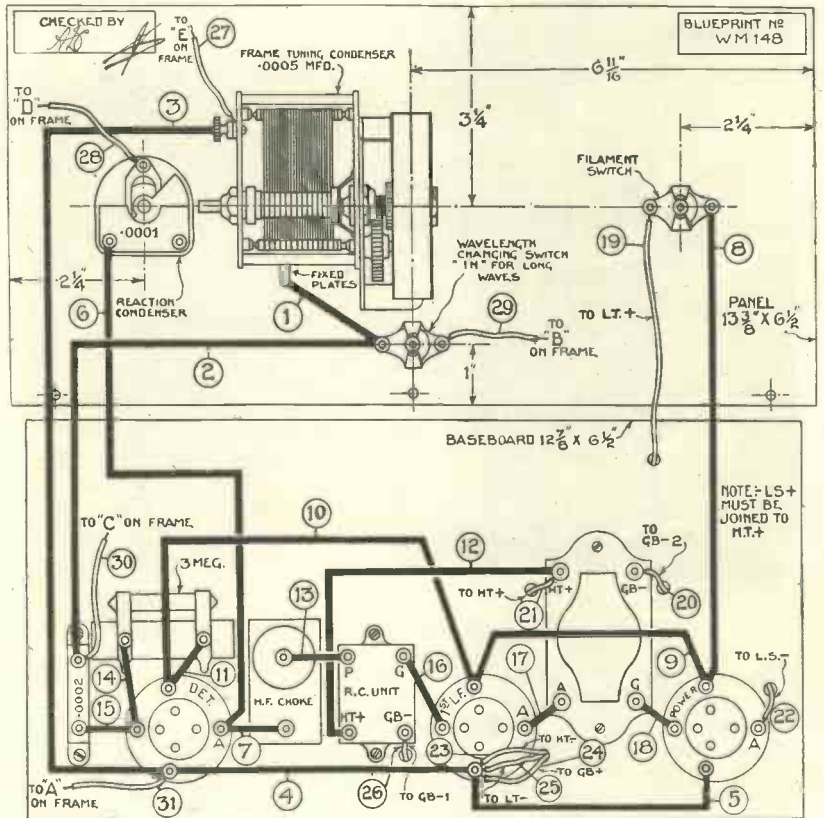 CHECKED BY
TO
"E"
ON
FRAME
27
FRAME TUNING CONDENSER
·0005 MFD.
BLUEPRINT Nº
WM 148
6 11/16"
3 1/4"
2 1/4"
TO
"D"
ON FRAME
3
28
FILAMENT
SWITCH
·0001
19
8
2 1/4"
REACTION
CONDENSER
6
FIXED
PLATES
1
WAVELENGTH
CHANGING SWITCH
"IN" FOR LONG
WAVES
29
TO
"B"
ON FRAME
TO LT.+
PANEL
13 3/8" X 6 1/2"
2
1"
BASEBOARD 12 7/8" X 6 1/2"
NOTE:- LS+
MUST BE
JOINED TO
H.T.+
TO "C" ON FRAME
30
10
3 MEG.
12
TO
GB-2
TO HT+
21
HT+
GB-
20
13
14
11
·0002
15
DET.
A
7
H.F. CHOKE
P
G
R.C. UNIT
HT+
GB-
16
1ST L.F.
A
17
A
G
9
TO L.S.-
POWER
A
22
18
23
TO HT-
24
TO GB+
25
TO LT-
26
TO GB-1
TO "A"
ON FRAME
31
4
5